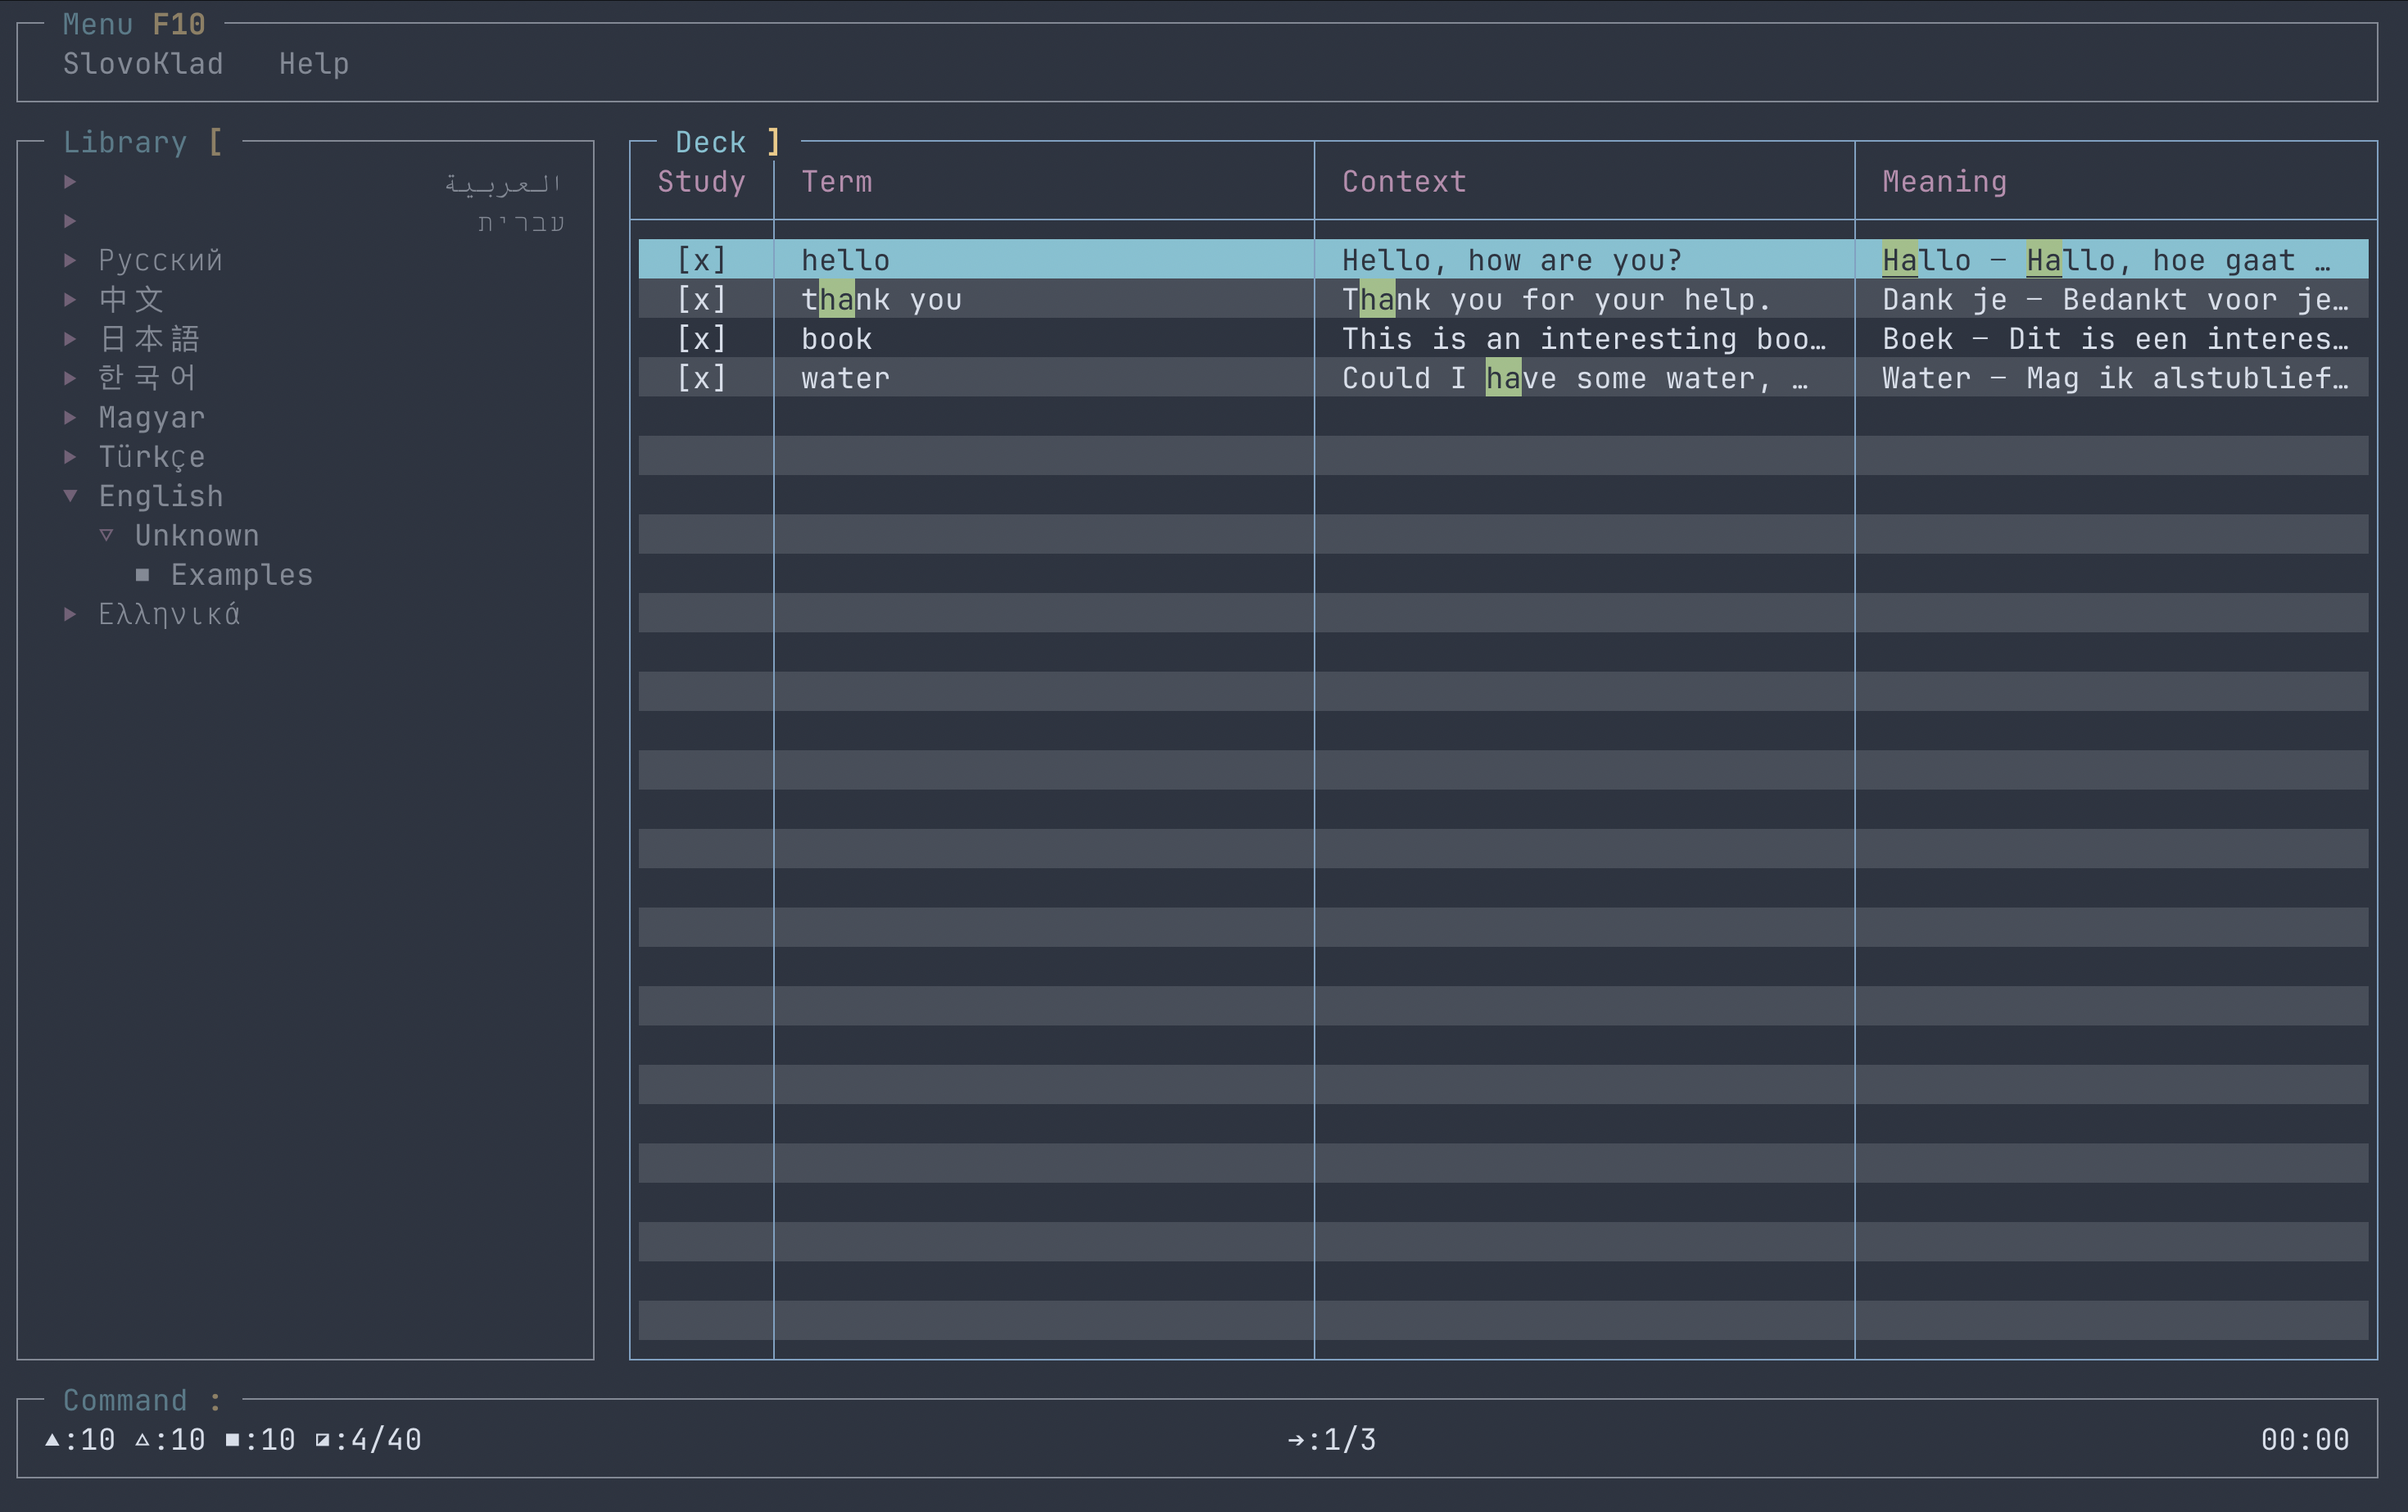 Menu F10
SlovoKlad Help
Library [
▶ العربية
▶ עברית
▶ Русский
▶ 中文
▶ 日本語
▶ 한국어
▶ Magyar
▶ Türkçe
▼ English
▽ Unknown
■ Examples
▶ Ελληνικά
Deck ]
Study Term Context Meaning
[x] hello Hello, how are you? Hallo — Hallo, hoe gaat …
[x] thank you Thank you for your help. Dank je — Bedankt voor je…
[x] book This is an interesting boo… Boek — Dit is een interes…
[x] water Could I have some water, … Water — Mag ik alstublief…
Command :
▲:10 △:10 ■:10 ◪:4/40 →:1/3 00:00